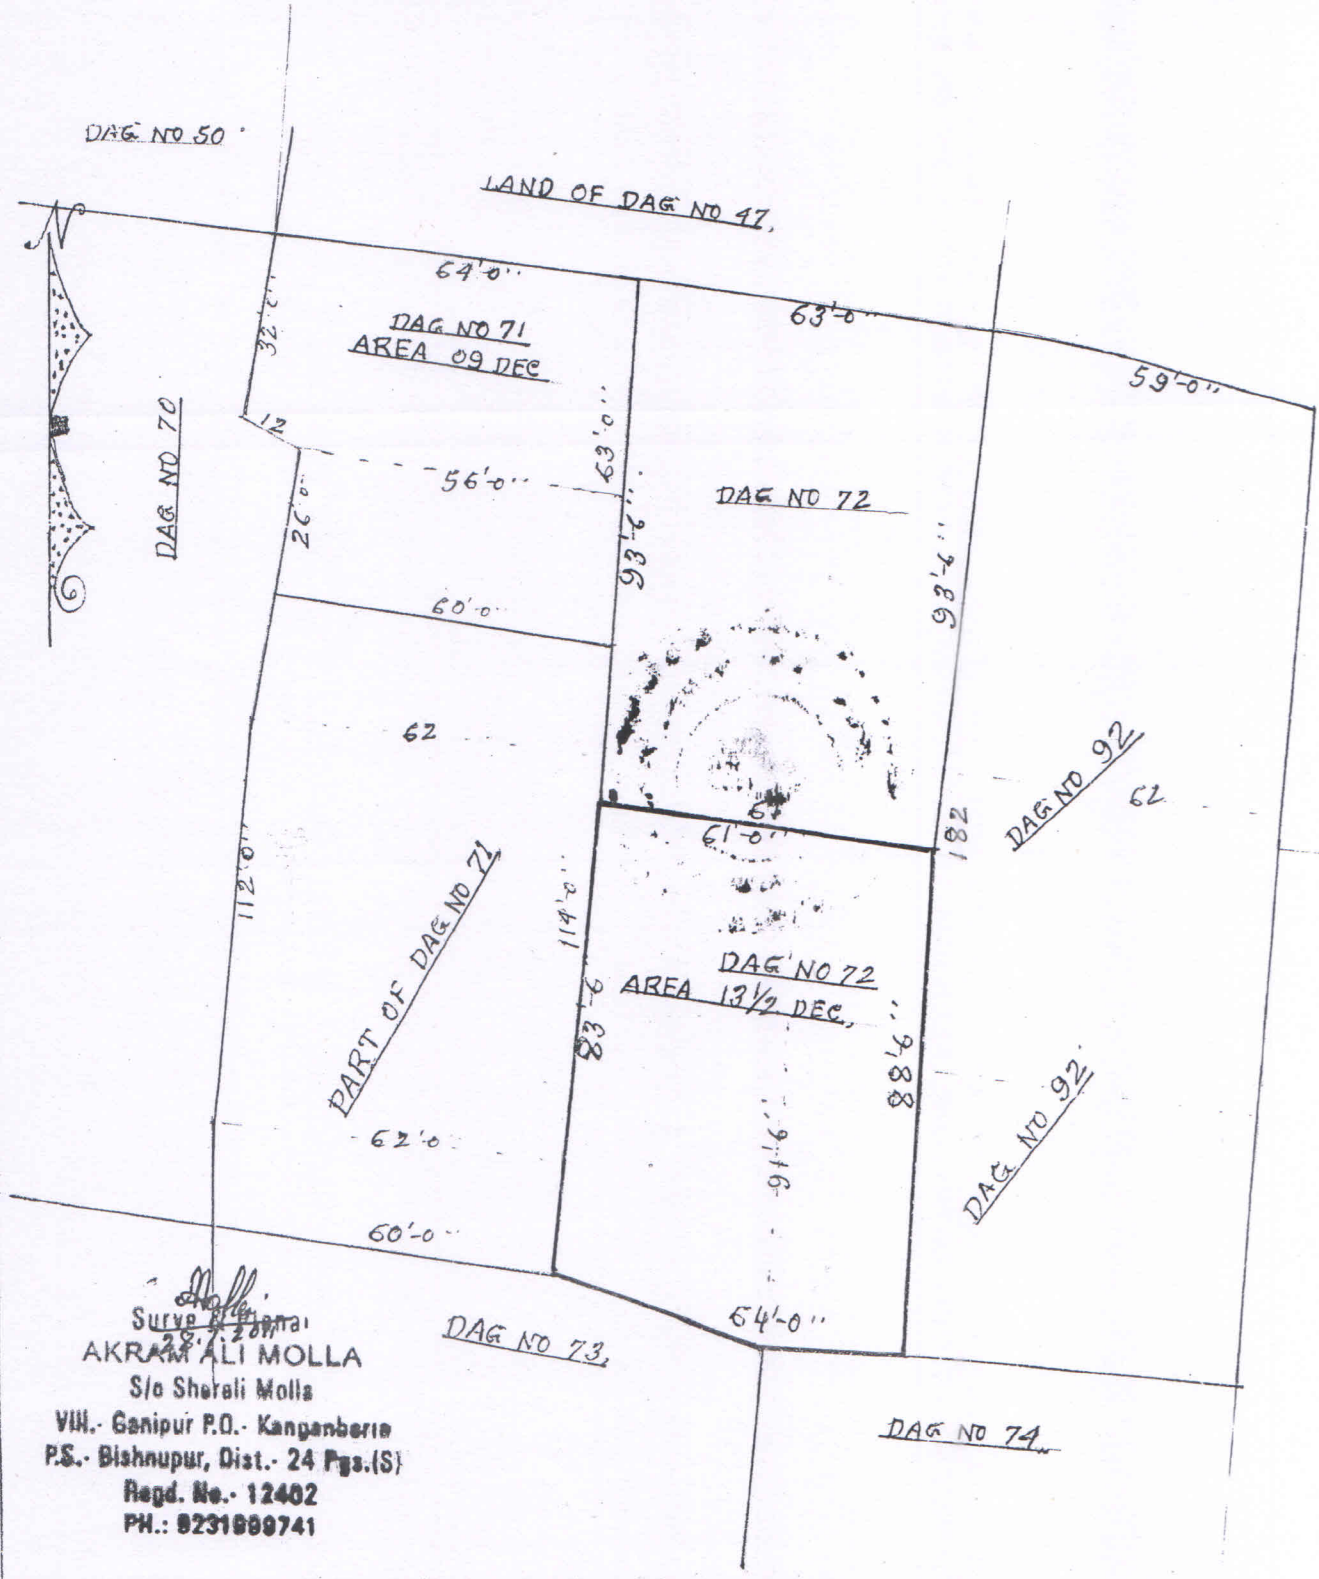 DAG NO 50
LAND OF DAG NO 47.
N
64'-0"
63'-0"
59'-0"
DAG NO 71
AREA 09 DEC
12
DAG NO 70
56'-0"
63'-0"
26'-0"
DAG NO 72
93'-6"
93'-6"
60'-0"
62
DAG NO 92
62
182
61'-0"
112'-0"
PART OF DAG NO 71
114'-0"
83'-6
DAG NO 72
AREA 13½ DEC,
88'-6"
91'-6"
DAG NO 92
62'-0
60'-0"
64'-0"
DAG NO 73,
DAG NO 74
28.7.2011
AKRAM ALI MOLLA
S/o Sherali Molla
Vill.- Ganipur P.O.- Kanganberia
P.S.- Bishnupur, Dist.- 24 Pgs.(S)
Regd. No.- 12402
PH.: 9231999741